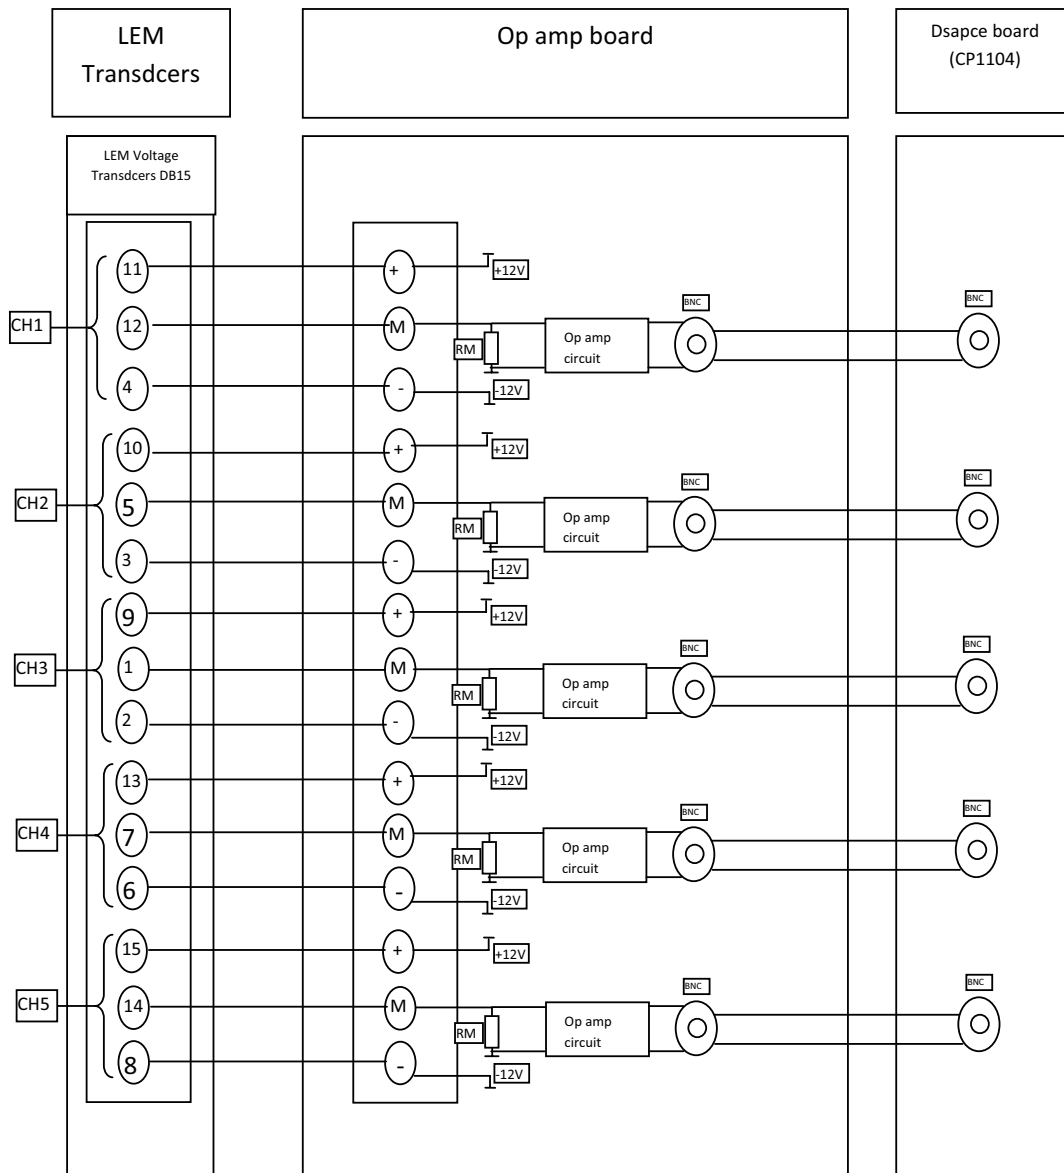 LEM
Transdcers
Op amp board
Dsapce board
(CP1104)
LEM Voltage
Transdcers DB15
CH1
11
+
+12V
12
M
RM
Op amp
circuit
BNC
BNC
4
-
-12V
CH2
10
+
+12V
5
M
RM
Op amp
circuit
BNC
BNC
3
-
-12V
CH3
9
+
+12V
1
M
RM
Op amp
circuit
BNC
BNC
2
-
-12V
CH4
13
+
+12V
7
M
RM
Op amp
circuit
BNC
BNC
6
-
-12V
CH5
15
+
+12V
14
M
RM
Op amp
circuit
BNC
BNC
8
-
-12V